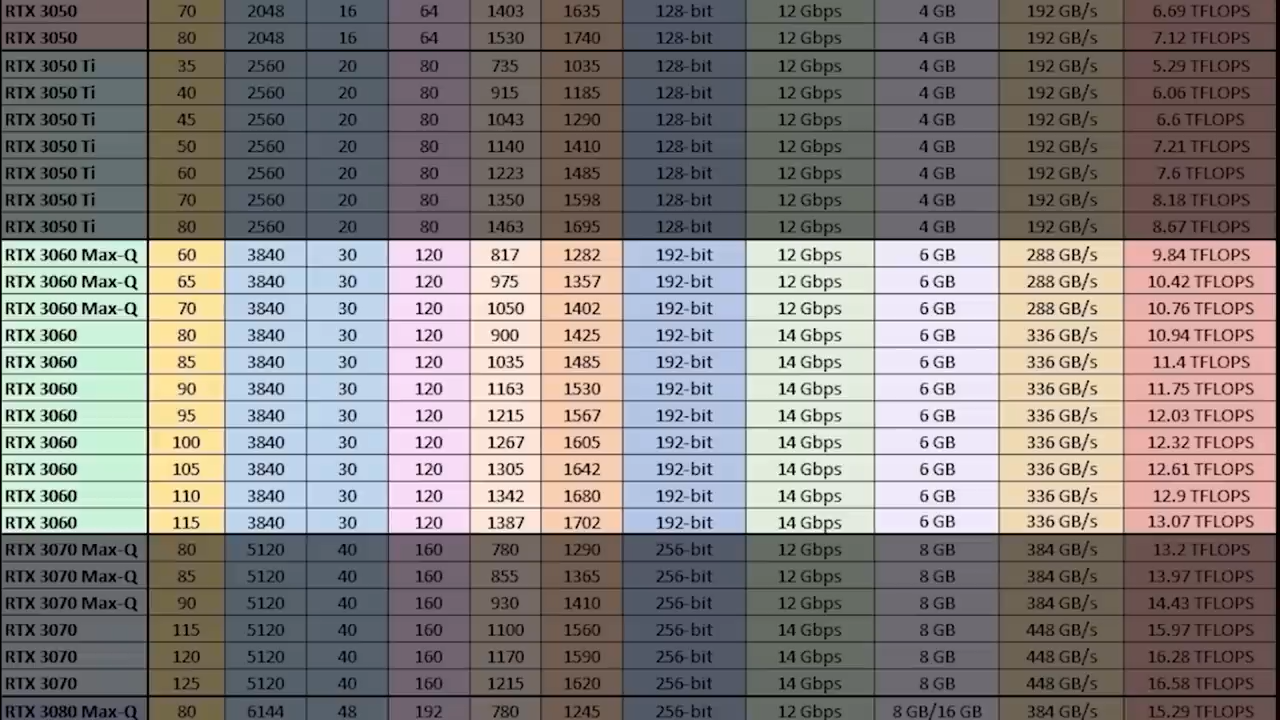 RTX 3050 70 2048 16 64 1403 1635 128-bit 12 Gbps 4 GB 192 GB/s 6.69 TFLOPS
RTX 3050 80 2048 16 64 1530 1740 128-bit 12 Gbps 4 GB 192 GB/s 7.12 TFLOPS
RTX 3050 Ti 35 2560 20 80 735 1035 128-bit 12 Gbps 4 GB 192 GB/s 5.29 TFLOPS
RTX 3050 Ti 40 2560 20 80 915 1185 128-bit 12 Gbps 4 GB 192 GB/s 6.06 TFLOPS
RTX 3050 Ti 45 2560 20 80 1043 1290 128-bit 12 Gbps 4 GB 192 GB/s 6.6 TFLOPS
RTX 3050 Ti 50 2560 20 80 1140 1410 128-bit 12 Gbps 4 GB 192 GB/s 7.21 TFLOPS
RTX 3050 Ti 60 2560 20 80 1223 1485 128-bit 12 Gbps 4 GB 192 GB/s 7.6 TFLOPS
RTX 3050 Ti 70 2560 20 80 1350 1598 128-bit 12 Gbps 4 GB 192 GB/s 8.18 TFLOPS
RTX 3050 Ti 80 2560 20 80 1463 1695 128-bit 12 Gbps 4 GB 192 GB/s 8.67 TFLOPS
RTX 3060 Max-Q 60 3840 30 120 817 1282 192-bit 12 Gbps 6 GB 288 GB/s 9.84 TFLOPS
RTX 3060 Max-Q 65 3840 30 120 975 1357 192-bit 12 Gbps 6 GB 288 GB/s 10.42 TFLOPS
RTX 3060 Max-Q 70 3840 30 120 1050 1402 192-bit 12 Gbps 6 GB 288 GB/s 10.76 TFLOPS
RTX 3060 80 3840 30 120 900 1425 192-bit 14 Gbps 6 GB 336 GB/s 10.94 TFLOPS
RTX 3060 85 3840 30 120 1035 1485 192-bit 14 Gbps 6 GB 336 GB/s 11.4 TFLOPS
RTX 3060 90 3840 30 120 1163 1530 192-bit 14 Gbps 6 GB 336 GB/s 11.75 TFLOPS
RTX 3060 95 3840 30 120 1215 1567 192-bit 14 Gbps 6 GB 336 GB/s 12.03 TFLOPS
RTX 3060 100 3840 30 120 1267 1605 192-bit 14 Gbps 6 GB 336 GB/s 12.32 TFLOPS
RTX 3060 105 3840 30 120 1305 1642 192-bit 14 Gbps 6 GB 336 GB/s 12.61 TFLOPS
RTX 3060 110 3840 30 120 1342 1680 192-bit 14 Gbps 6 GB 336 GB/s 12.9 TFLOPS
RTX 3060 115 3840 30 120 1387 1702 192-bit 14 Gbps 6 GB 336 GB/s 13.07 TFLOPS
RTX 3070 Max-Q 80 5120 40 160 780 1290 256-bit 12 Gbps 8 GB 384 GB/s 13.2 TFLOPS
RTX 3070 Max-Q 85 5120 40 160 855 1365 256-bit 12 Gbps 8 GB 384 GB/s 13.97 TFLOPS
RTX 3070 Max-Q 90 5120 40 160 930 1410 256-bit 12 Gbps 8 GB 384 GB/s 14.43 TFLOPS
RTX 3070 115 5120 40 160 1100 1560 256-bit 14 Gbps 8 GB 448 GB/s 15.97 TFLOPS
RTX 3070 120 5120 40 160 1170 1590 256-bit 14 Gbps 8 GB 448 GB/s 16.28 TFLOPS
RTX 3070 125 5120 40 160 1215 1620 256-bit 14 Gbps 8 GB 448 GB/s 16.58 TFLOPS
RTX 3080 Max-Q 80 6144 48 192 780 1245 256-bit 12 Gbps 8 GB/16 GB 384 GB/s 15.29 TFLOPS